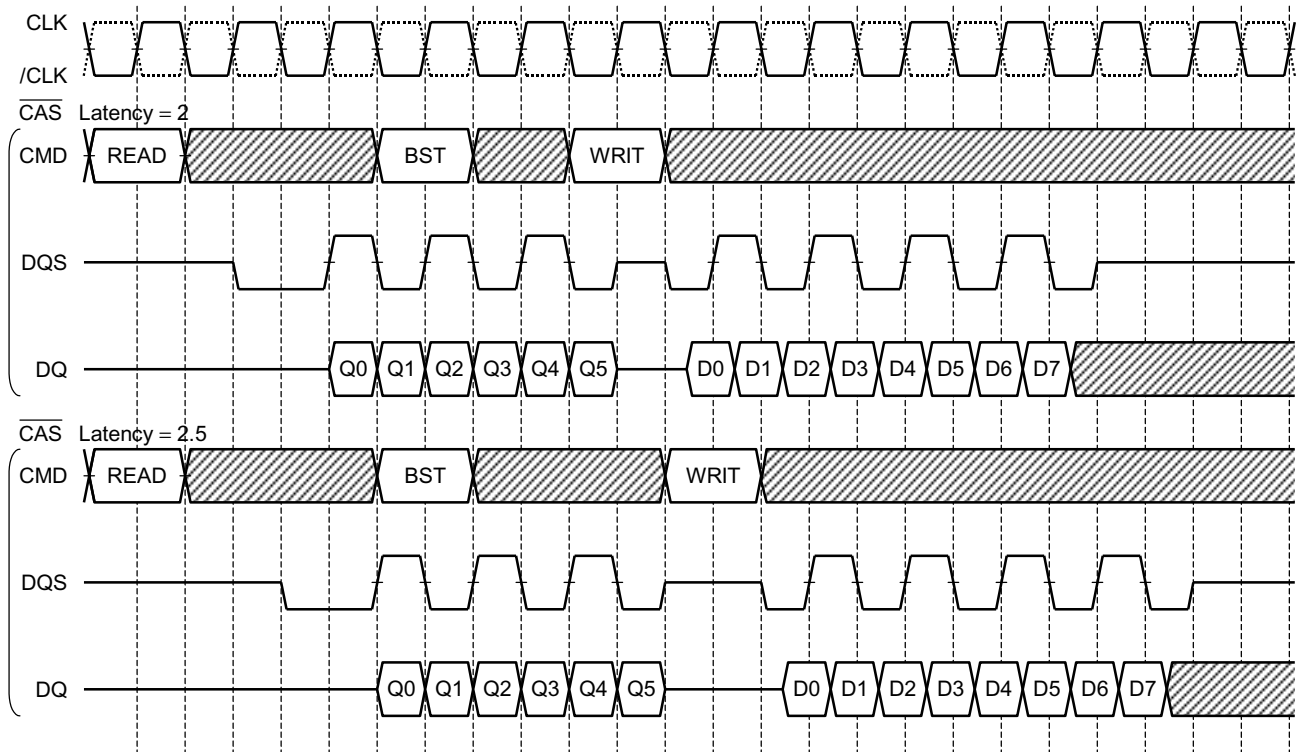 CLK
/CLK
CAS Latency = 2
CMD READ BST WRIT
DQS
DQ Q0 Q1 Q2 Q3 Q4 Q5 D0 D1 D2 D3 D4 D5 D6 D7
CAS Latency = 2.5
CMD READ BST WRIT
DQS
DQ Q0 Q1 Q2 Q3 Q4 Q5 D0 D1 D2 D3 D4 D5 D6 D7